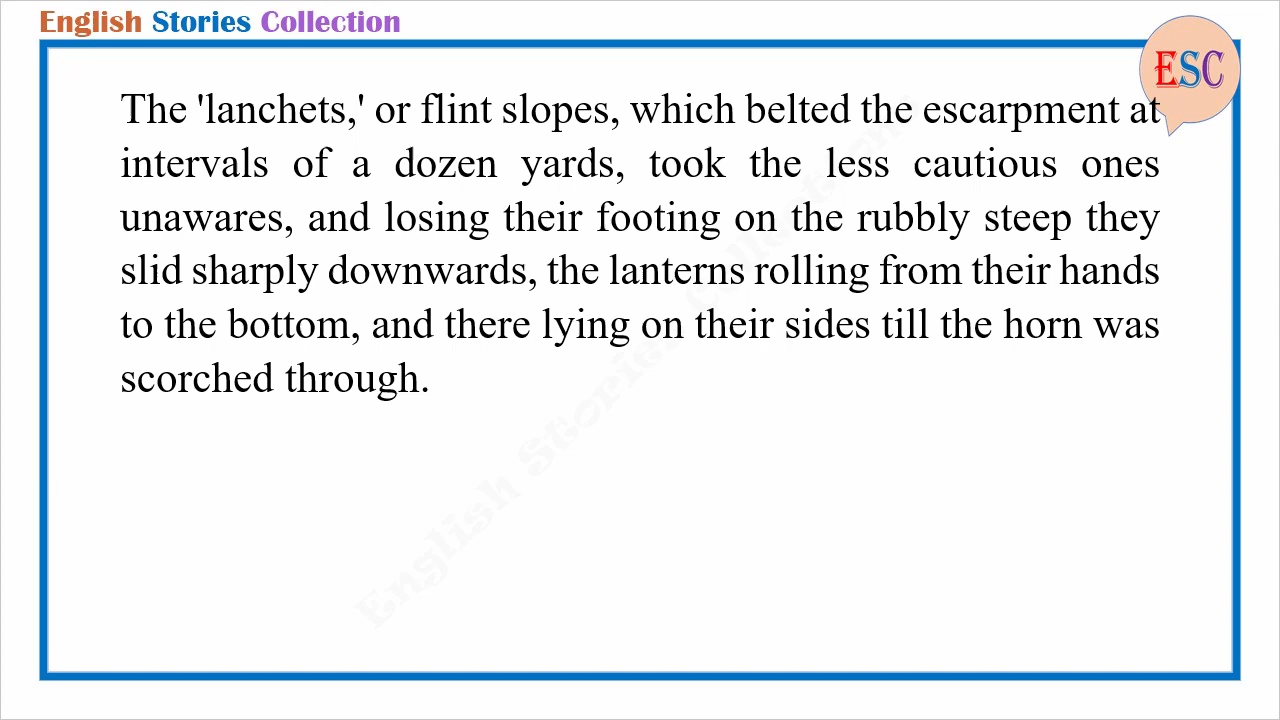 English Stories Collection
ESC
The 'lanchets,' or flint slopes, which belted the escarpment at
intervals of a dozen yards, took the less cautious ones
unawares, and losing their footing on the rubbly steep they
slid sharply downwards, the lanterns rolling from their hands
to the bottom, and there lying on their sides till the horn was
scorched through.
English Stories Collection